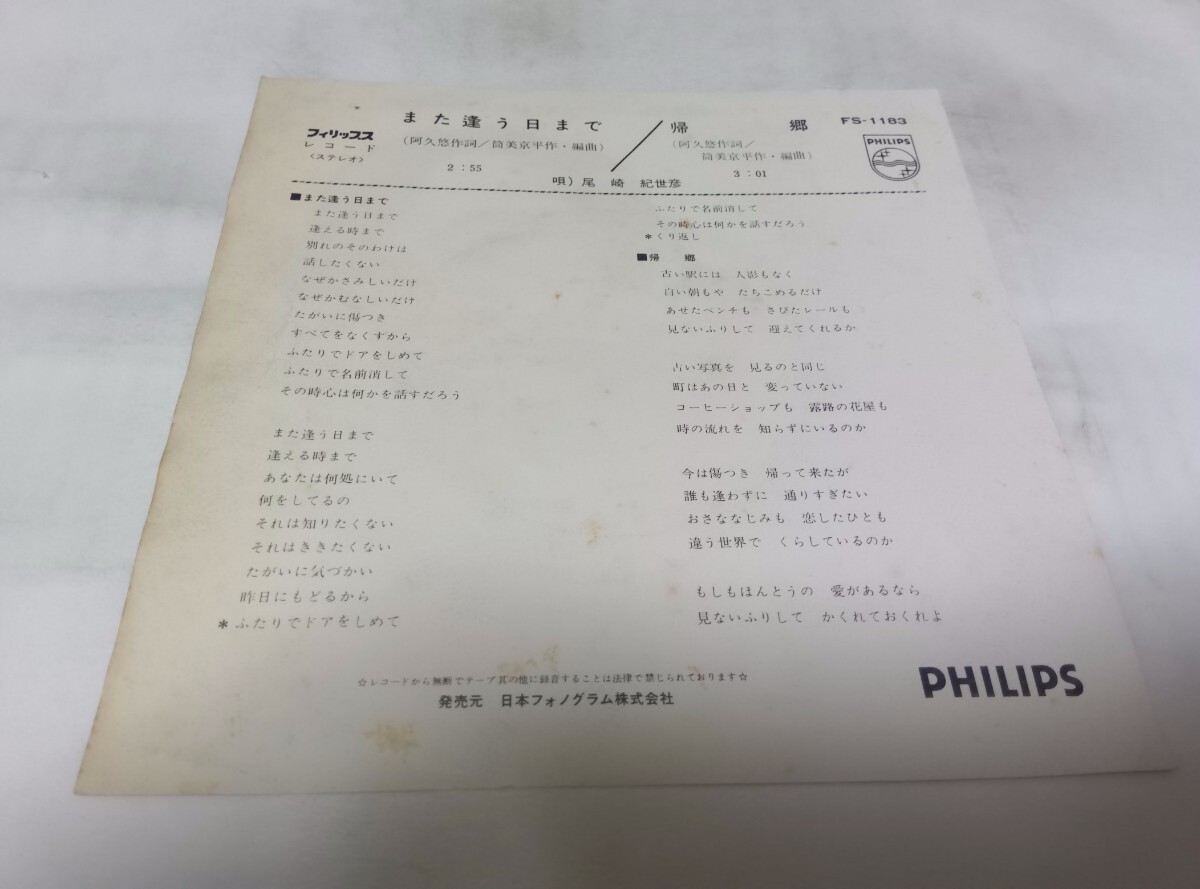 フィリップス
レコード
〈ステレオ〉
また逢う日まで
(阿久悠作詞／筒美京平作・編曲)
2：55
／
帰郷
(阿久悠作詞／
筒美京平作・編曲)
3：01
FS-1183
PHILIPS
唄) 尾崎 紀世彦
■また逢う日まで
また逢う日まで
逢える時まで
別れのそのわけは
話したくない
なぜかさみしいだけ
なぜかむなしいだけ
たがいに傷つき
すべてをなくすから
ふたりでドアをしめて
ふたりで名前消して
その時心は何かを話すだろう
また逢う日まで
逢える時まで
あなたは何処にいて
何をしてるの
それは知りたくない
それはききたくない
たがいに気づかい
昨日にもどるから
＊ふたりでドアをしめて
ふたりで名前消して
その時心は何かを話すだろう
＊くり返し
■帰郷
古い駅には 人影もなく
白い朝もや たちこめるだけ
あせたベンチも さびたレールも
見ないふりして 迎えてくれるか
古い写真を 見るのと同じ
町はあの日と 変っていない
コーヒーショップも 露路の花屋も
時の流れを 知らずにいるのか
今は傷つき 帰って来たが
誰も逢わずに 通りすぎたい
おさななじみも 恋したひとも
違う世界で くらしているのか
もしもほんとうの 愛があるなら
見ないふりして かくれておくれよ
☆レコードから無断でテープ其の他に録音することは法律で禁じられております☆
発売元 日本フォノグラム株式会社
PHILIPS